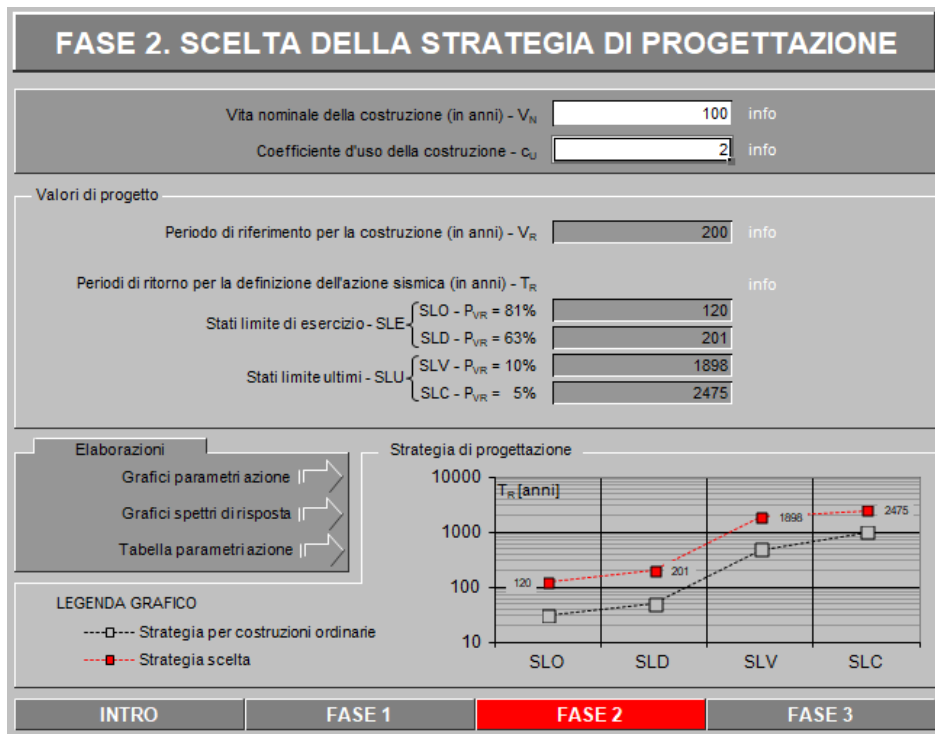 FASE 2. SCELTA DELLA STRATEGIA DI PROGETTAZIONE
Vita nominale della costruzione (in anni) - VN 100 info
Coefficiente d'uso della costruzione - cU 2 info
Valori di progetto
Periodo di riferimento per la costruzione (in anni) - VR 200 info
Periodi di ritorno per la definizione dell'azione sismica (in anni) - TR info
Stati limite di esercizio - SLE
SLO - PVR = 81% 120
SLD - PVR = 63% 201
Stati limite ultimi - SLU
SLV - PVR = 10% 1898
SLC - PVR = 5% 2475
Elaborazioni
Grafici parametri azione
Grafici spettri di risposta
Tabella parametri azione
Strategia di progettazione
TR [anni]
10000
1000
100
10
120
201
1898
2475
SLO SLD SLV SLC
LEGENDA GRAFICO
Strategia per costruzioni ordinarie
Strategia scelta
INTRO FASE 1 FASE 2 FASE 3